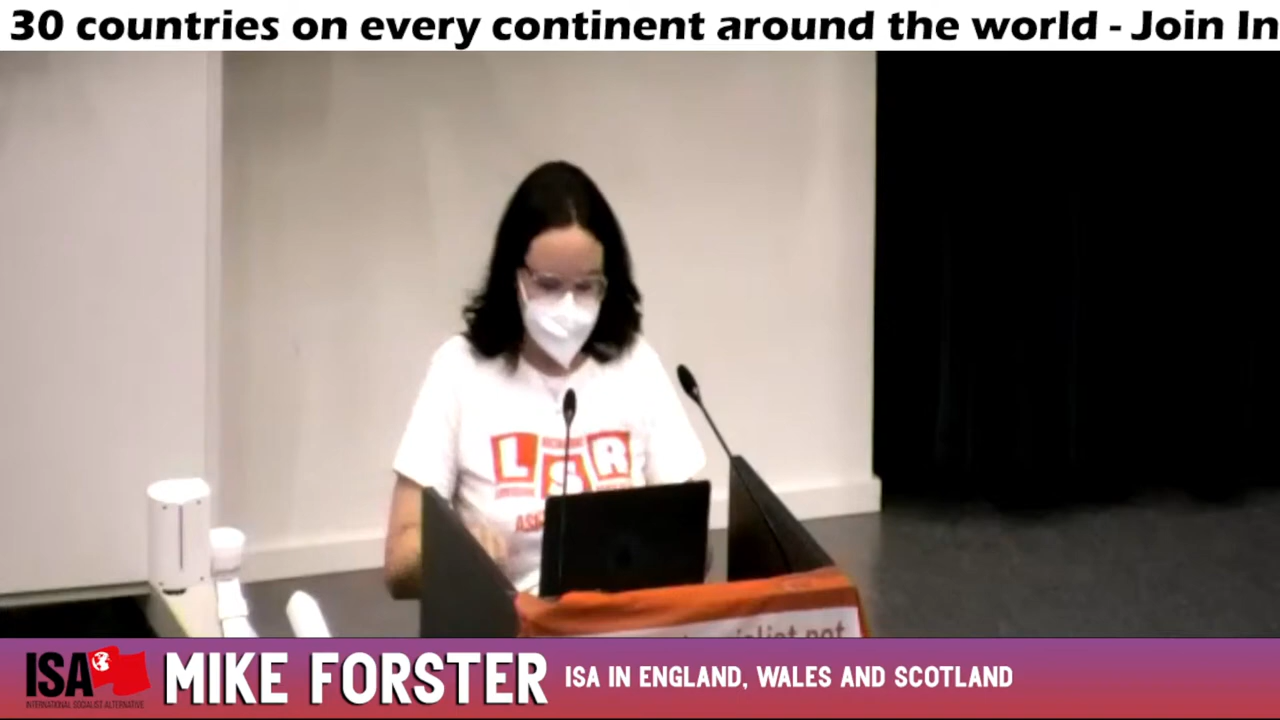 30 countries on every continent around the world - Join In
L S R
ISA
INTERNATIONAL SOCIALIST ALTERNATIVE
MIKE FORSTER
ISA IN ENGLAND, WALES AND SCOTLAND